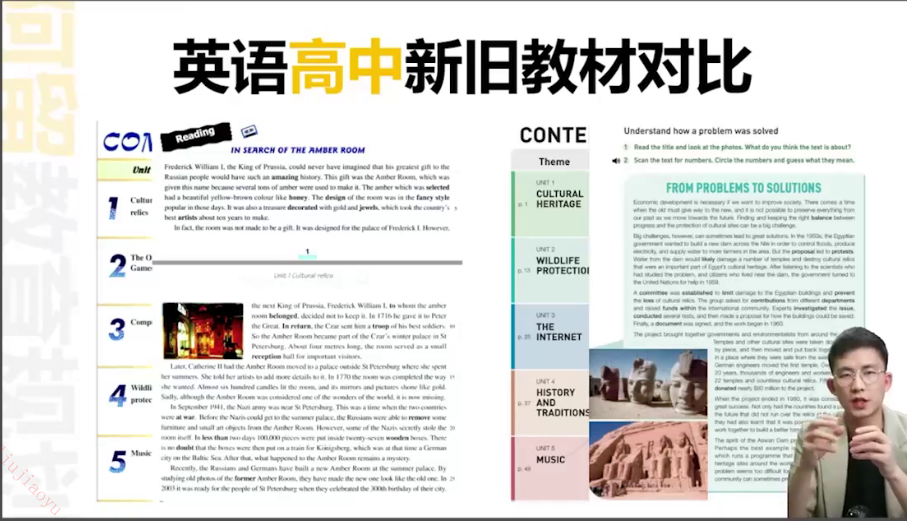 英语高中新旧教材对比
CON
Unit
1 Cultur
relics
2 The O
Games
3 Comp
4 Wildli
protec
5 Music
Reading
IN SEARCH OF THE AMBER ROOM
Frederick William I, the King of Prussia, could never have imagined that his greatest gift to the
Russian people would have such an amazing history. This gift was the Amber Room, which was
given this name because several tons of amber were used to make it. The amber which was selected
had a beautiful yellow-brown colour like honey. The design of the room was in the fancy style
popular in those days. It was also a treasure decorated with gold and jewels, which took the country's 5
best artists about ten years to make.
In fact, the room was not made to be a gift. It was designed for the palace of Frederick I. However,
1
Unit 1 Cultural relics
the next King of Prussia, Frederick William I, to whom the amber
room belonged, decided not to keep it. In 1716 he gave it to Peter
the Great. In return, the Czar sent him a troop of his best soldiers. 10
So the Amber Room became part of the Czar's winter palace in St
Petersburg. About four metres long, the room served as a small
reception hall for important visitors.
Later, Catherine II had the Amber Room moved to a palace outside St Petersburg where she spent
her summers. She told her artists to add more details to it. In 1770 the room was completed the way 15
she wanted. Almost six hundred candles lit the room, and its mirrors and pictures shone like gold.
Sadly, although the Amber Room was considered one of the wonders of the world, it is now missing.
In September 1941, the Nazi army was near St Petersburg. This was a time when the two countries
were at war. Before the Nazis could get to the summer palace, the Russians were able to remove some
furniture and small art objects from the Amber Room. However, some of the Nazis secretly stole the 20
room itself. In less than two days 100,000 pieces were put inside twenty-seven wooden boxes. There
is no doubt that the boxes were then put on a train for Königsberg, which was at that time a German
city on the Baltic Sea. After that, what happened to the Amber Room remains a mystery.
Recently, the Russians and Germans have built a new Amber Room at the summer palace. By
studying old photos of the former Amber Room, they have made the new one look like the old one. In 25
2003 it was ready for the people of St Petersburg when they celebrated the 300th birthday of their city.
CONTE
Theme
UNIT 1
p.1 CULTURAL
HERITAGE
UNIT 2
p.13 WILDLIFE
PROTECTIO
UNIT 3
p.25 THE
INTERNET
UNIT 4
p.37 HISTORY
AND
TRADITIONS
UNIT 5
p.49 MUSIC
Understand how a problem was solved
1 Read the title and look at the photos. What do you think the text is about?
2 Scan the text for numbers. Circle the numbers and guess what they mean.
FROM PROBLEMS TO SOLUTIONS
Economic development is necessary if we want to improve society. There comes a time
when the old must give way to the new, and it is not possible to preserve everything from
our past as we move towards the future. Finding and keeping the right balance between
progress and the protection of cultural sites can be a big challenge.
Big challenges, however, can sometimes lead to great solutions. In the 1950s, the Egyptian
government wanted to build a new dam across the Nile in order to control floods, produce
electricity, and supply water to more farmers in the area. But the proposal led to protests.
Water from the dam would likely damage a number of temples and destroy cultural relics
that were an important part of Egypt's cultural heritage. After listening to the scientists who
had studied the problem, and citizens who lived near the dam, the government turned to
the United Nations for help in 1959.
A committee was established to limit damage to the Egyptian buildings and prevent
the loss of cultural relics. The group asked for contributions from different departments
and raised funds within the international community. Experts investigated the issue,
conducted several tests, and then made a proposal for how the buildings could be saved.
Finally, a document was signed, and the work began in 1960.
The project brought together governments and environmentalists from around the
temples and other cultural sites were taken dow
by piece, and then moved and put back toget
in a place where they were safe from the wate
German engineers moved the first temple. Ove
20 years, thousands of engineers and worker
22 temples and countless cultural relics. Fi
donated nearly $80 million to the project.
When the project ended in 1980, it was cons
great success. Not only had the countries found a p
the future that did not run over the relics of th
they had also learnt that it was po
work together to build a better tom
The spirit of the Aswan Dam pro
Perhaps the best example is
which runs a programme that
heritage sites around the worl
problem seems too difficult fo
community can sometimes pr